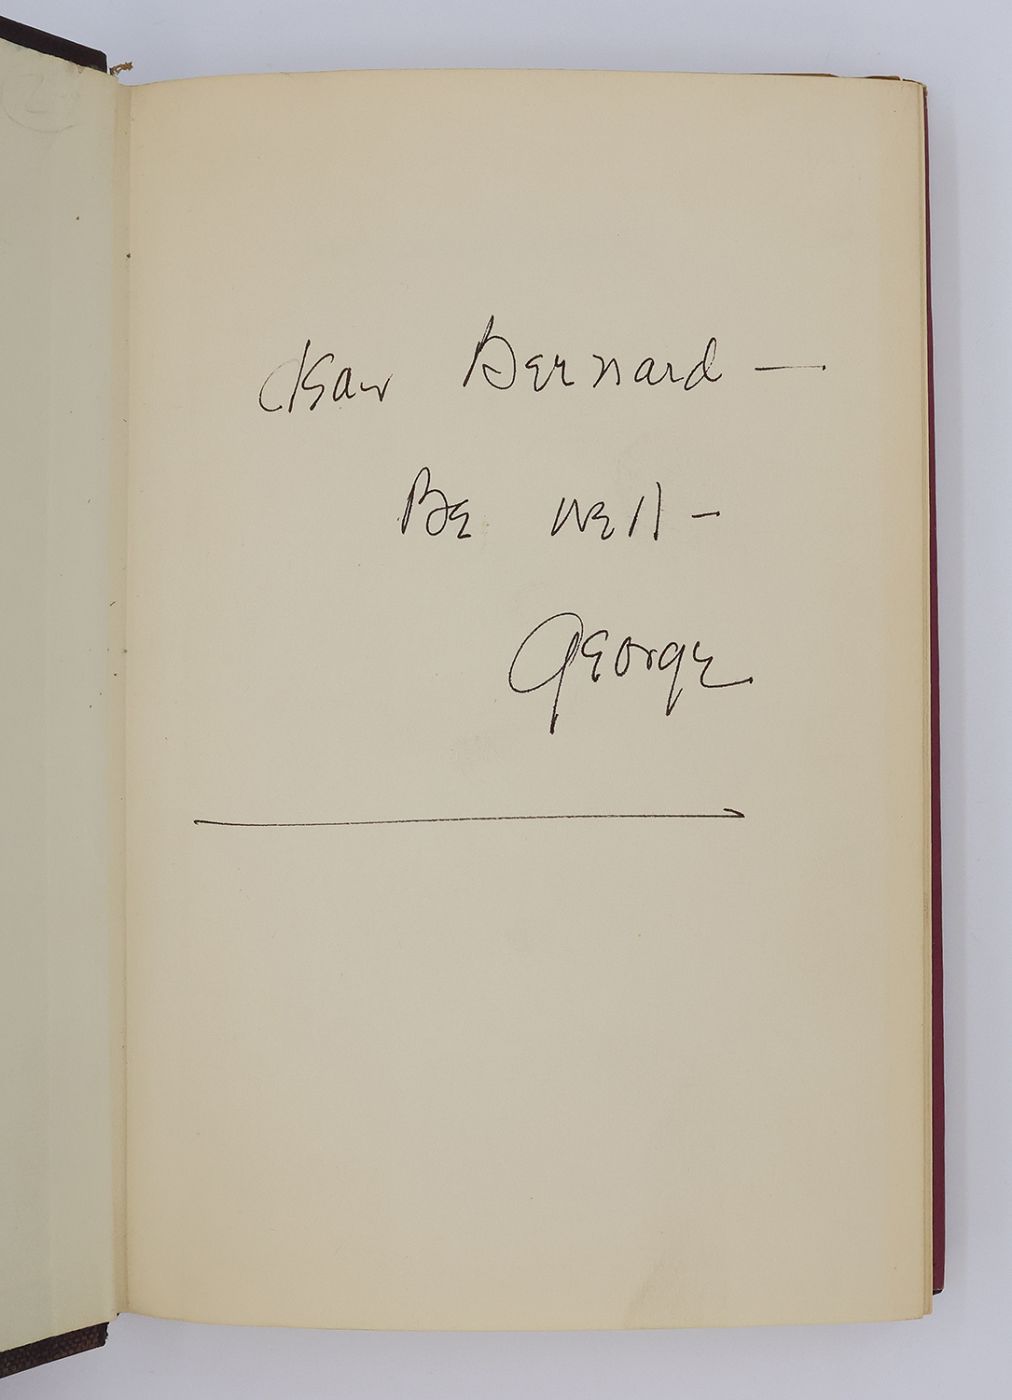 Dear Bernard —
Be well —
George